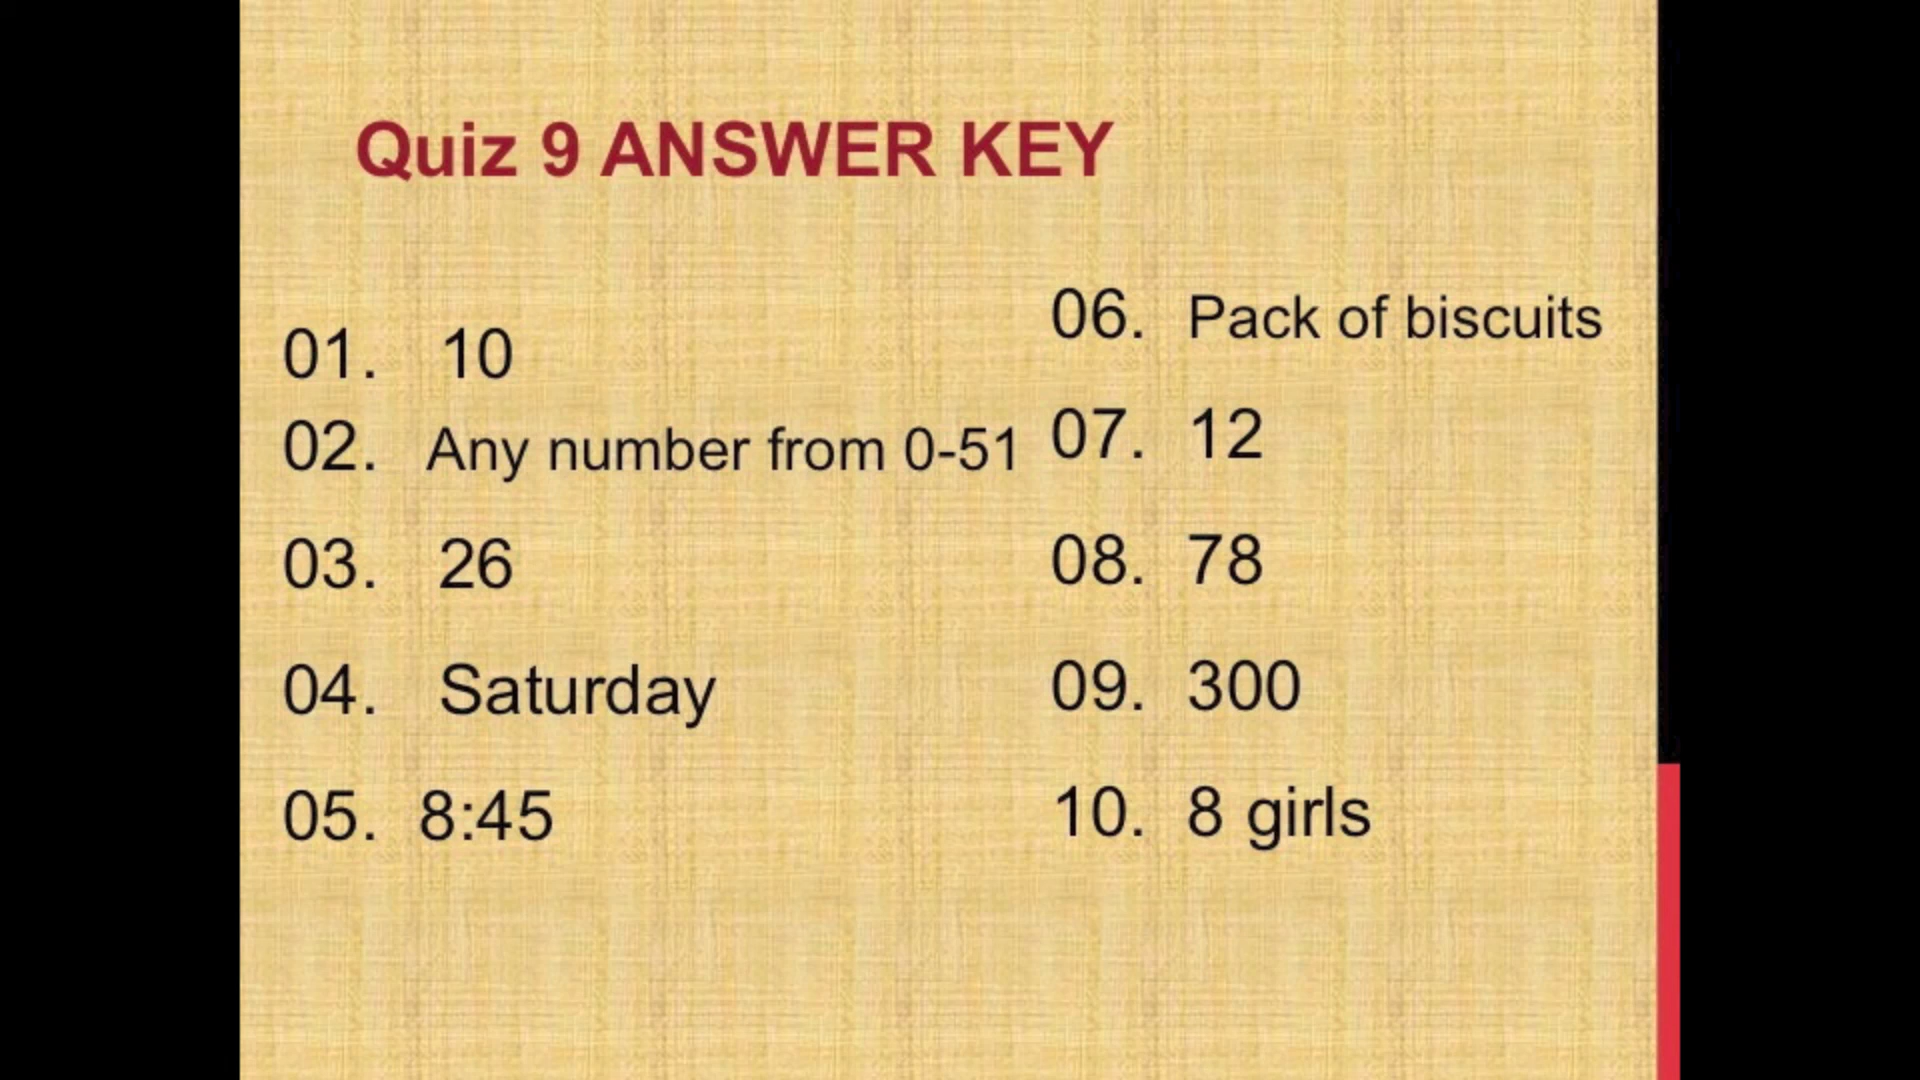 Quiz 9 ANSWER KEY
01. 10
02. Any number from 0-51
03. 26
04. Saturday
05. 8:45
06. Pack of biscuits
07. 12
08. 78
09. 300
10. 8 girls